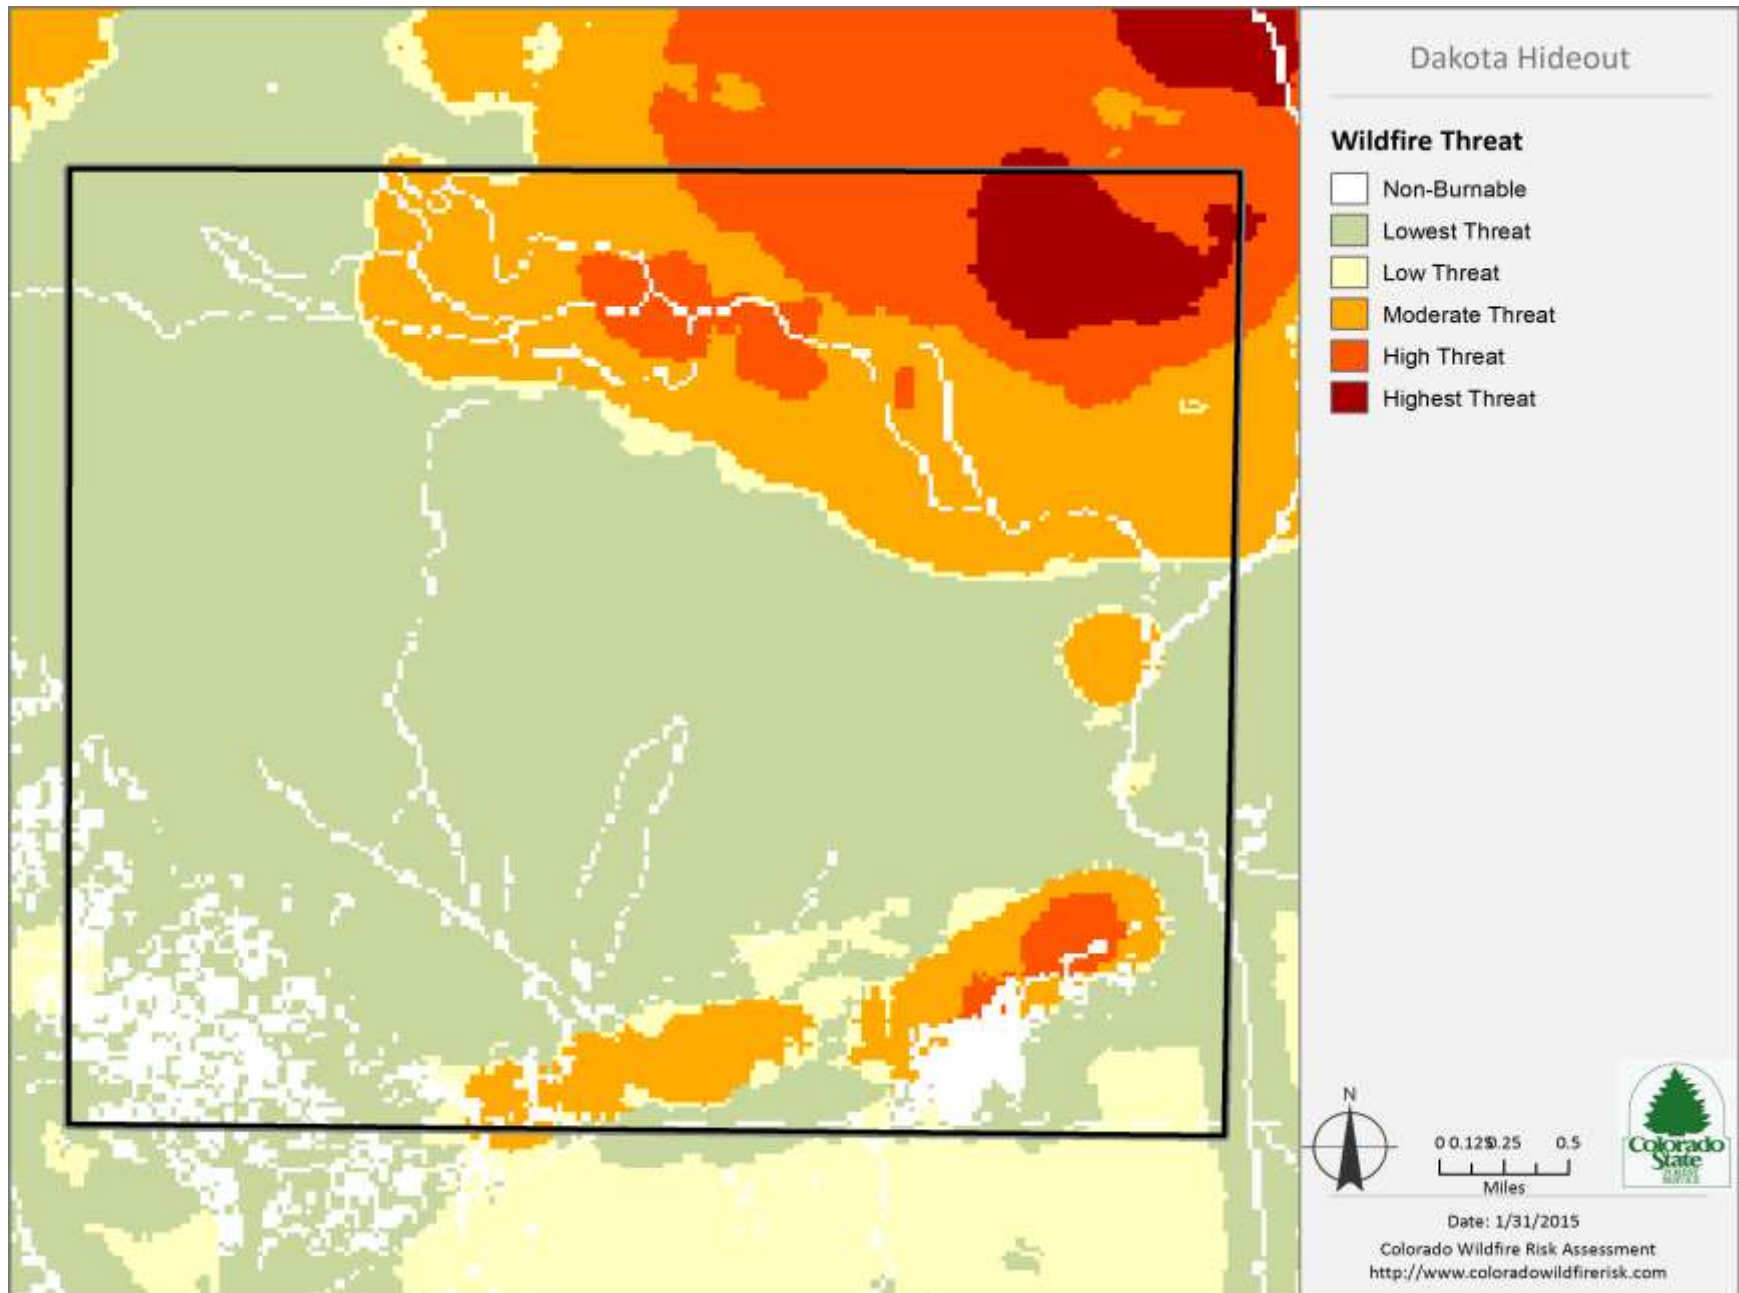 Dakota Hideout
Wildfire Threat
Non-Burnable
Lowest Threat
Low Threat
Moderate Threat
High Threat
Highest Threat
N
0 0.125 0.25 0.5
Miles
Colorado
State
FOREST
SERVICE
Date: 1/31/2015
Colorado Wildfire Risk Assessment
http://www.coloradowildfirerisk.com